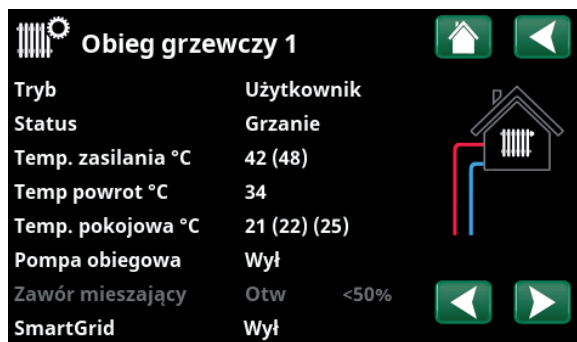 Obieg grzewczy 1
Tryb Użytkownik
Status Grzanie
Temp. zasilania °C 42 (48)
Temp powrot °C 34
Temp. pokojowa °C 21 (22) (25)
Pompa obiegowa Wył
Zawór mieszający Otw <50%
SmartGrid Wył